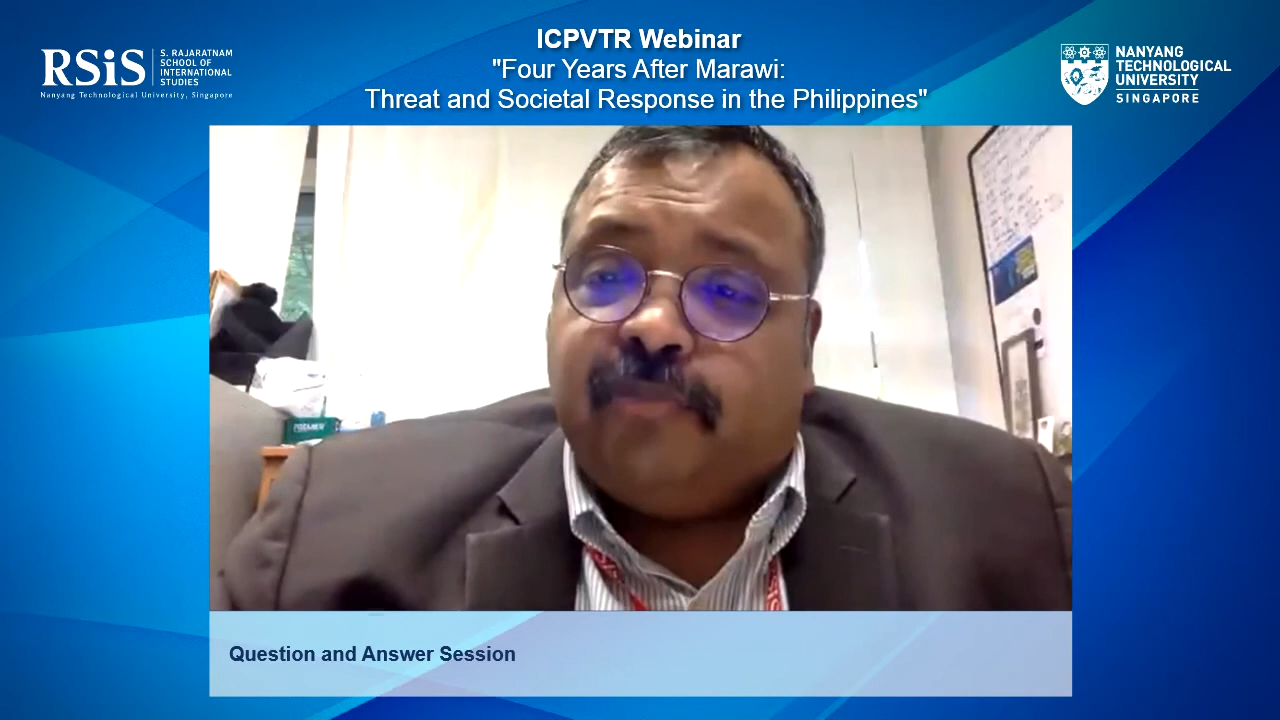 ICPVTR Webinar
"Four Years After Marawi:
Threat and Societal Response in the Philippines"
RSiS
S. RAJARATNAM
SCHOOL OF
INTERNATIONAL
STUDIES
Nanyang Technological University, Singapore
NANYANG
TECHNOLOGICAL
UNIVERSITY
SINGAPORE
PREMIER
Question and Answer Session